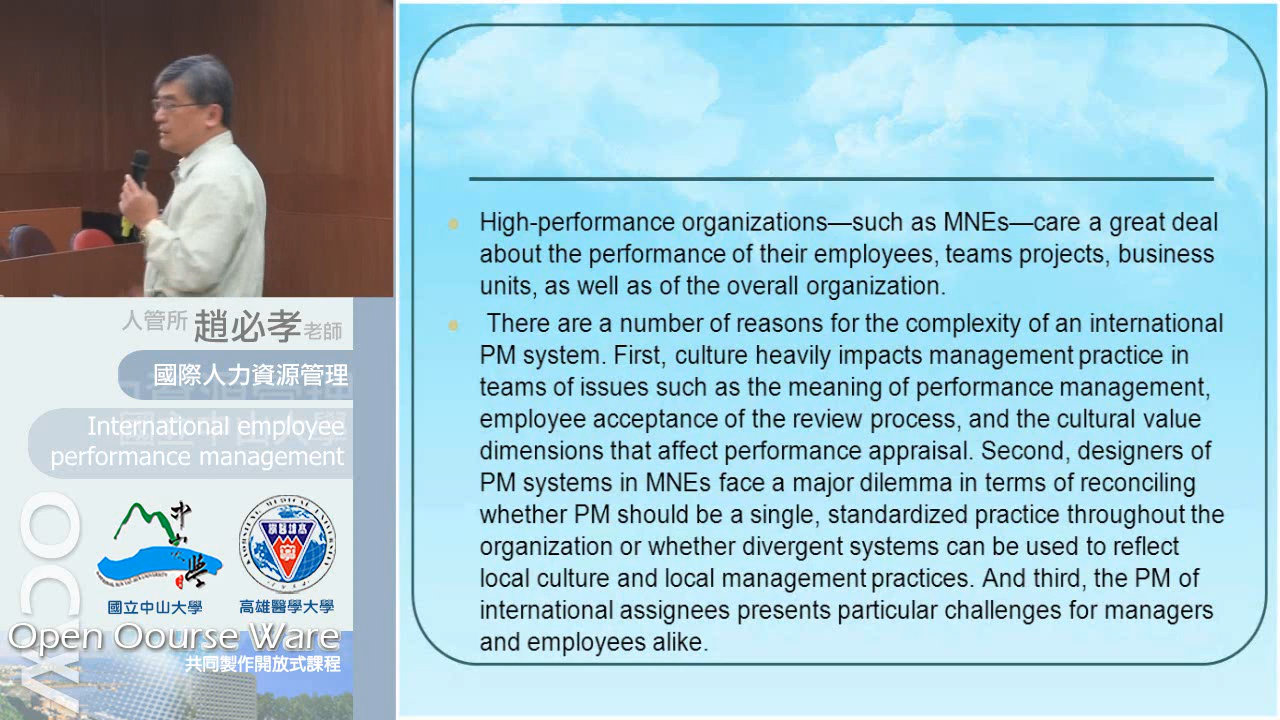 High-performance organizations—such as MNEs—care a great deal
about the performance of their employees, teams projects, business
units, as well as of the overall organization.
There are a number of reasons for the complexity of an international
PM system. First, culture heavily impacts management practice in
teams of issues such as the meaning of performance management,
employee acceptance of the review process, and the cultural value
dimensions that affect performance appraisal. Second, designers of
PM systems in MNEs face a major dilemma in terms of reconciling
whether PM should be a single, standardized practice throughout the
organization or whether divergent systems can be used to reflect
local culture and local management practices. And third, the PM of
international assignees presents particular challenges for managers
and employees alike.
人管所 趙必孝老師
國際人力資源管理
International employee
performance management
OCW
國立中山大學
高雄醫學大學
Open Oourse Ware
共同製作開放式課程